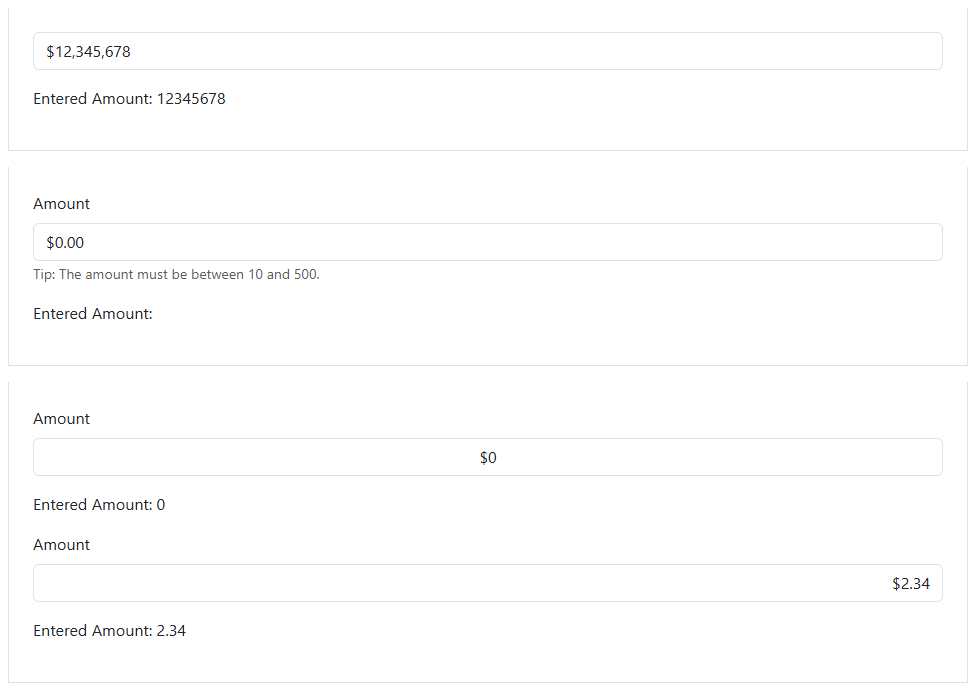 $12,345,678
Entered Amount: 12345678
Amount
$0.00
Tip: The amount must be between 10 and 500.
Entered Amount:
Amount
$0
Entered Amount: 0
Amount
$2.34
Entered Amount: 2.34